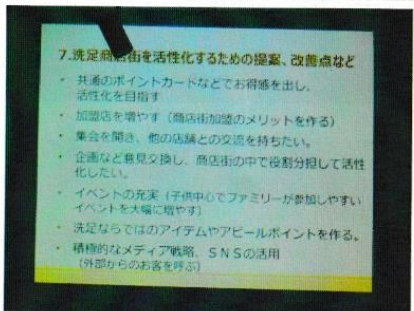 7.洗足商店街を活性化するための提案、改善点など
・ 共通のポイントカードなどでお得感を出し、
活性化を目指す
・ 加盟店を増やす（商店街加盟のメリットを作る）
・ 集会を開き、他の店舗との交流を持ちたい。
・ 企画など意見交換し、商店街の中で役割分担して活性
化したい。
・ イベントの充実（子供中心でファミリーが参加しやすい
イベントを大幅に増やす）
・ 洗足ならではのアイテムやアピールポイントを作る。
・ 積極的なメディア戦略、ＳＮＳの活用
（外部からのお客を呼ぶ）